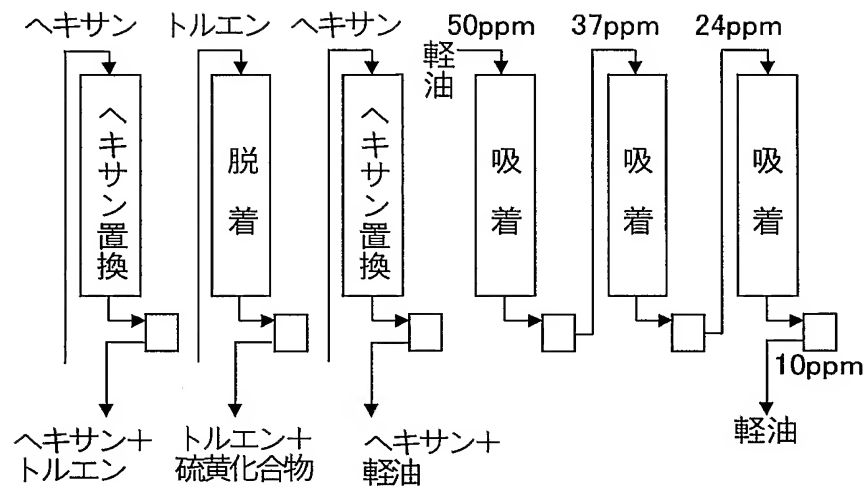 ヘキサン
トルエン
ヘキサン
50ppm
37ppm
24ppm
軽油
ヘキサン置換
脱着
ヘキサン置換
吸着
吸着
吸着
10ppm
ヘキサン+
トルエン
トルエン+
硫黄化合物
ヘキサン+
軽油
軽油